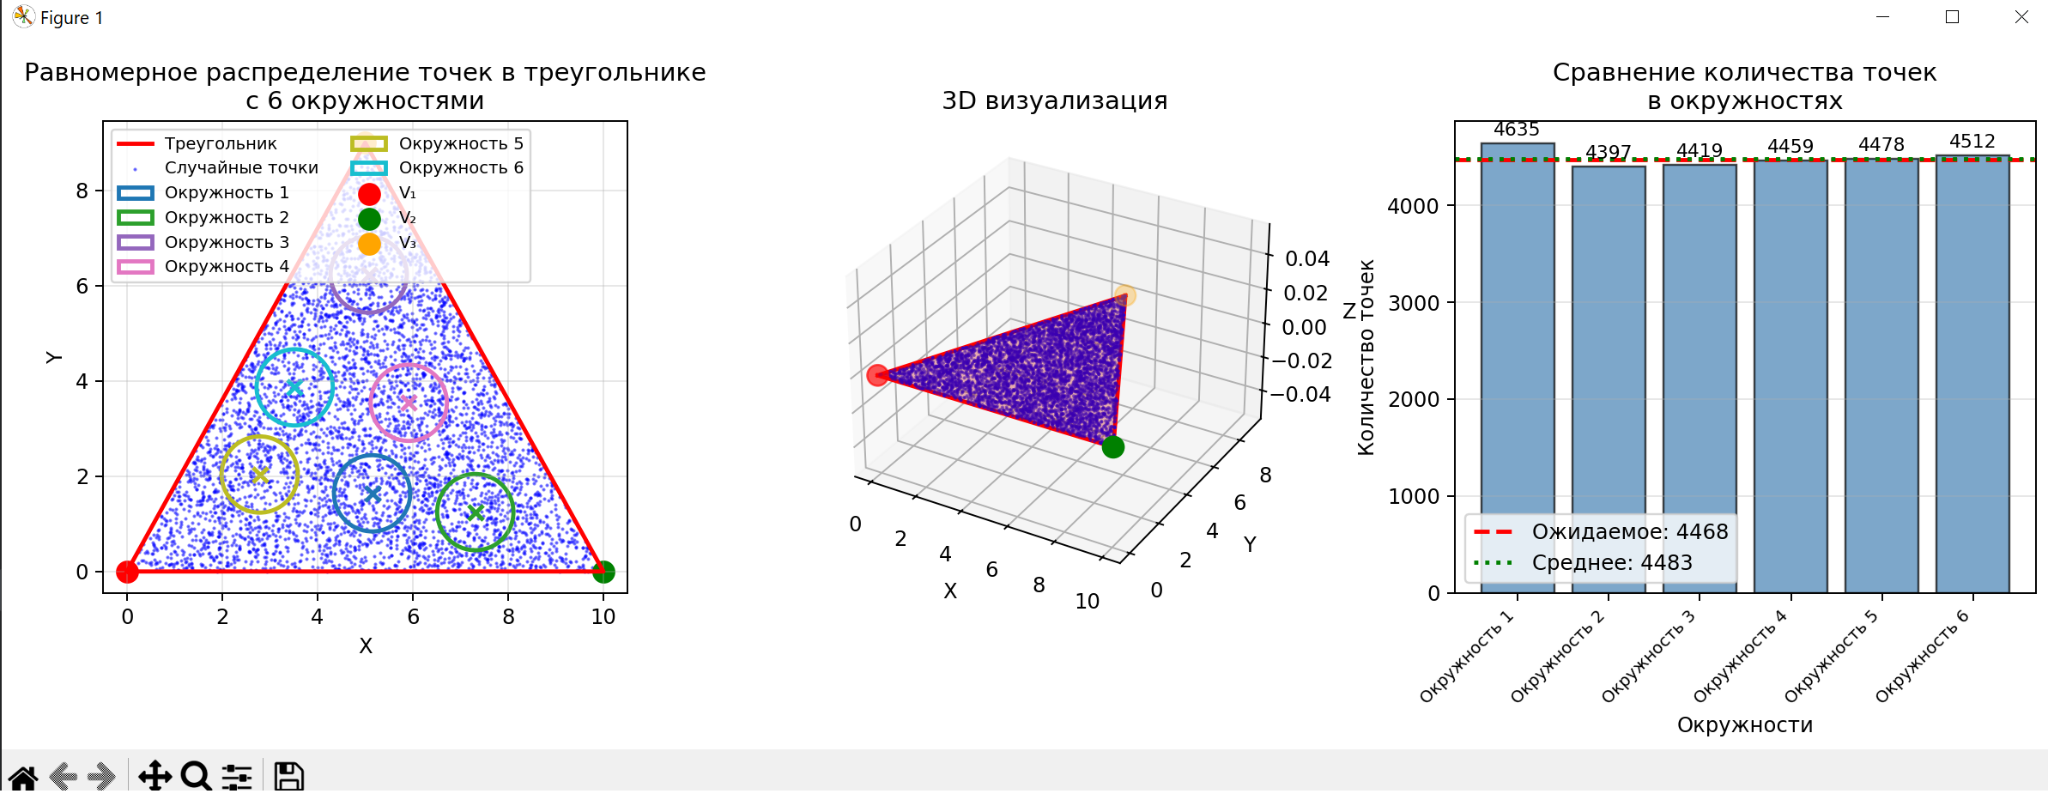 Figure 1
Равномерное распределение точек в треугольнике
с 6 окружностями
Треугольник
Случайные точки
Окружность 1
Окружность 2
Окружность 3
Окружность 4
Окружность 5
Окружность 6
V₁
V₂
V₃
8
6
4
2
0
Y
0 2 4 6 8 10
X
3D визуализация
0.04
0.02
0.00
−0.02
−0.04
Z
0 2 4 6 8 10
X
0 2 4 6 8
Y
Сравнение количества точек
в окружностях
4635 4397 4419 4459 4478 4512
4000
3000
2000
1000
0
Количество точек
Ожидаемое: 4468
Среднее: 4483
Окружность 1
Окружность 2
Окружность 3
Окружность 4
Окружность 5
Окружность 6
Окружности